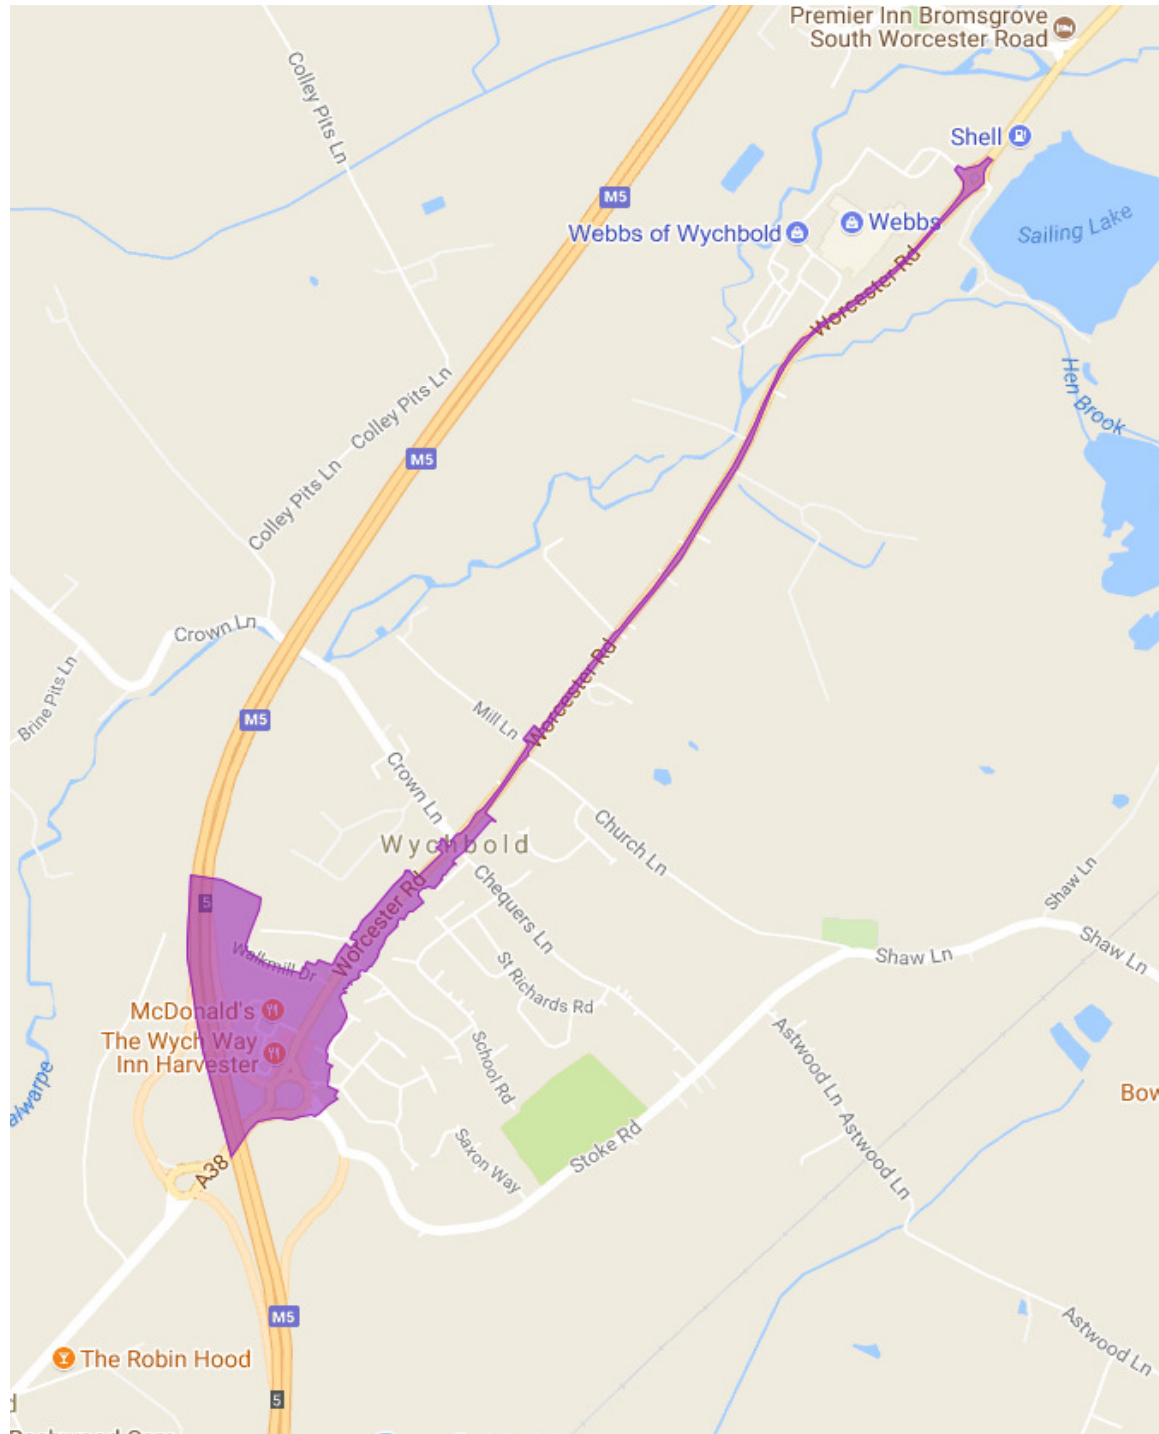 Premier Inn Bromsgrove
South Worcester Road
Colley Pits Ln
Shell
M5
Webbs of Wychbold
Webbs
Sailing Lake
Worcester Rd
Hen Brook
Colley Pits Ln
M5
Colley Pits Ln
Crown Ln
Brine Pits Ln
Worcester Rd
M5
Mill Ln
Crown Ln
Church Ln
Wychbold
Worcester Rd
Chequers Ln
Shaw Ln
5
Shaw Ln
Shaw Ln
Walkmill Dr
St Richards Rd
McDonald's
The Wych Way
Inn Harvester
School Rd
Astwood Ln
alwarpe
Bow
Astwood Ln
Stoke Rd
Saxon Way
A38
M5
Astwood Ln
The Robin Hood
5
d